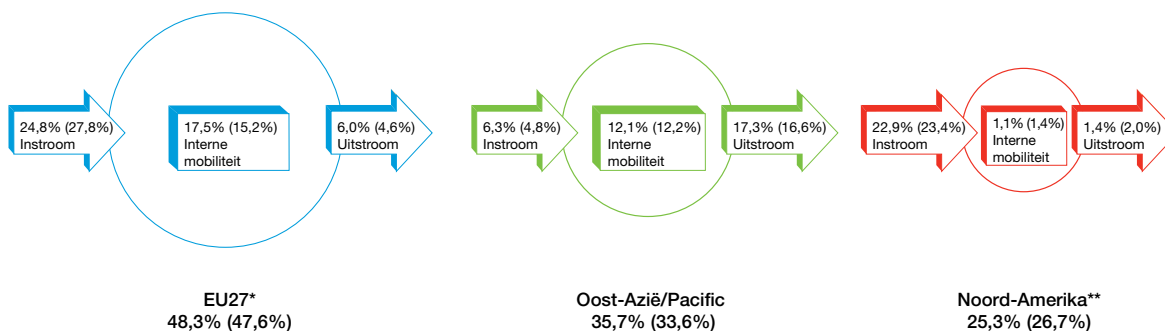 24,8% (27,8%)
Instroom
17,5% (15,2%)
Interne
mobiliteit
6,0% (4,6%)
Uitstroom
6,3% (4,8%)
Instroom
12,1% (12,2%)
Interne
mobiliteit
17,3% (16,6%)
Uitstroom
22,9% (23,4%)
Instroom
1,1% (1,4%)
Interne
mobiliteit
1,4% (2,0%)
Uitstroom
EU27*
48,3% (47,6%)
Oost-Azië/Pacific
35,7% (33,6%)
Noord-Amerika**
25,3% (26,7%)